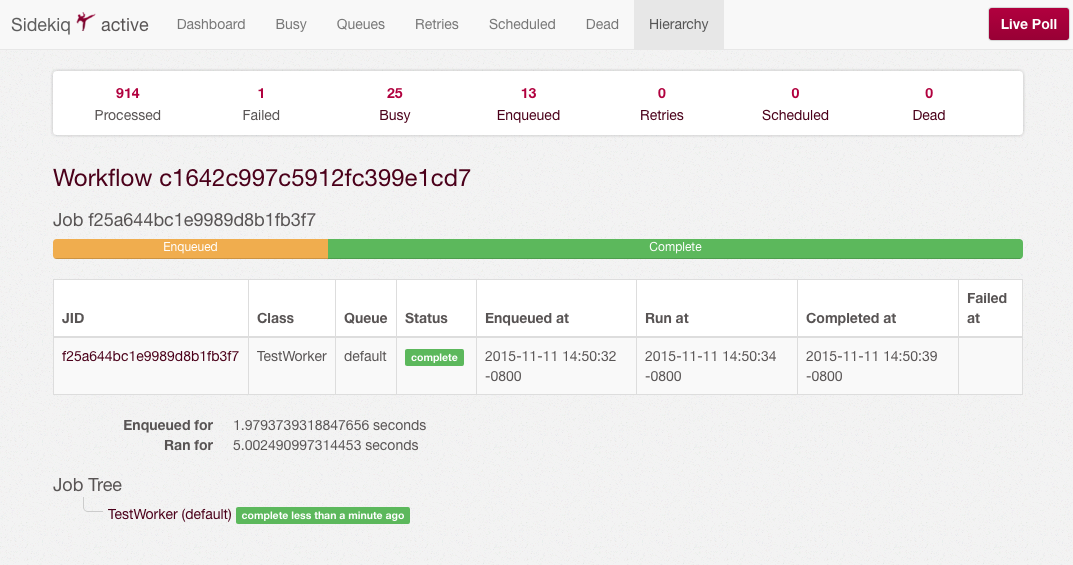 Sidekiq active Dashboard Busy Queues Retries Scheduled Dead Hierarchy Live Poll
914 1 25 13 0 0 0
Processed Failed Busy Enqueued Retries Scheduled Dead
Workflow c1642c997c5912fc399e1cd7
Job f25a644bc1e9989d8b1fb3f7
Enqueued Complete
JID Class Queue Status Enqueued at Run at Completed at Failed at
f25a644bc1e9989d8b1fb3f7 TestWorker default complete 2015-11-11 14:50:32 2015-11-11 14:50:34 2015-11-11 14:50:39
-0800 -0800 -0800
Enqueued for 1.9793739318847656 seconds
Ran for 5.002490997314453 seconds
Job Tree
TestWorker (default) complete less than a minute ago